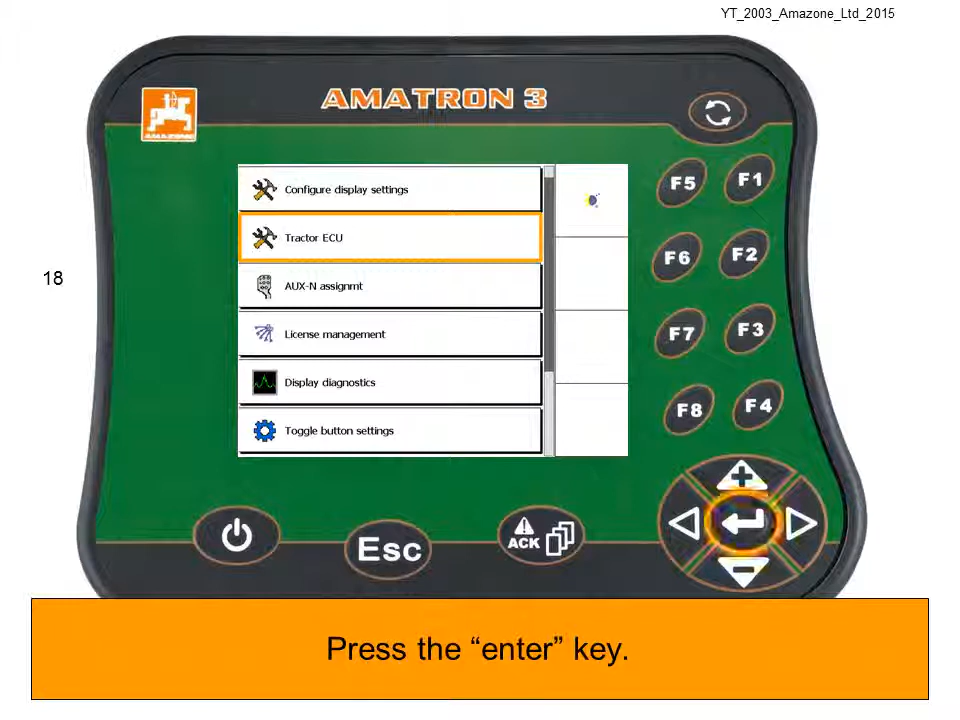 YT_2003_Amazone_Ltd_2015
AMATRON 3
AMAZONE
Configure display settings
Tractor ECU
18
AUX-N assignmt
License management
Display diagnostics
Toggle button settings
F5
F1
F6
F2
F7
F3
F8
F4
Esc
ACK
Press the “enter” key.